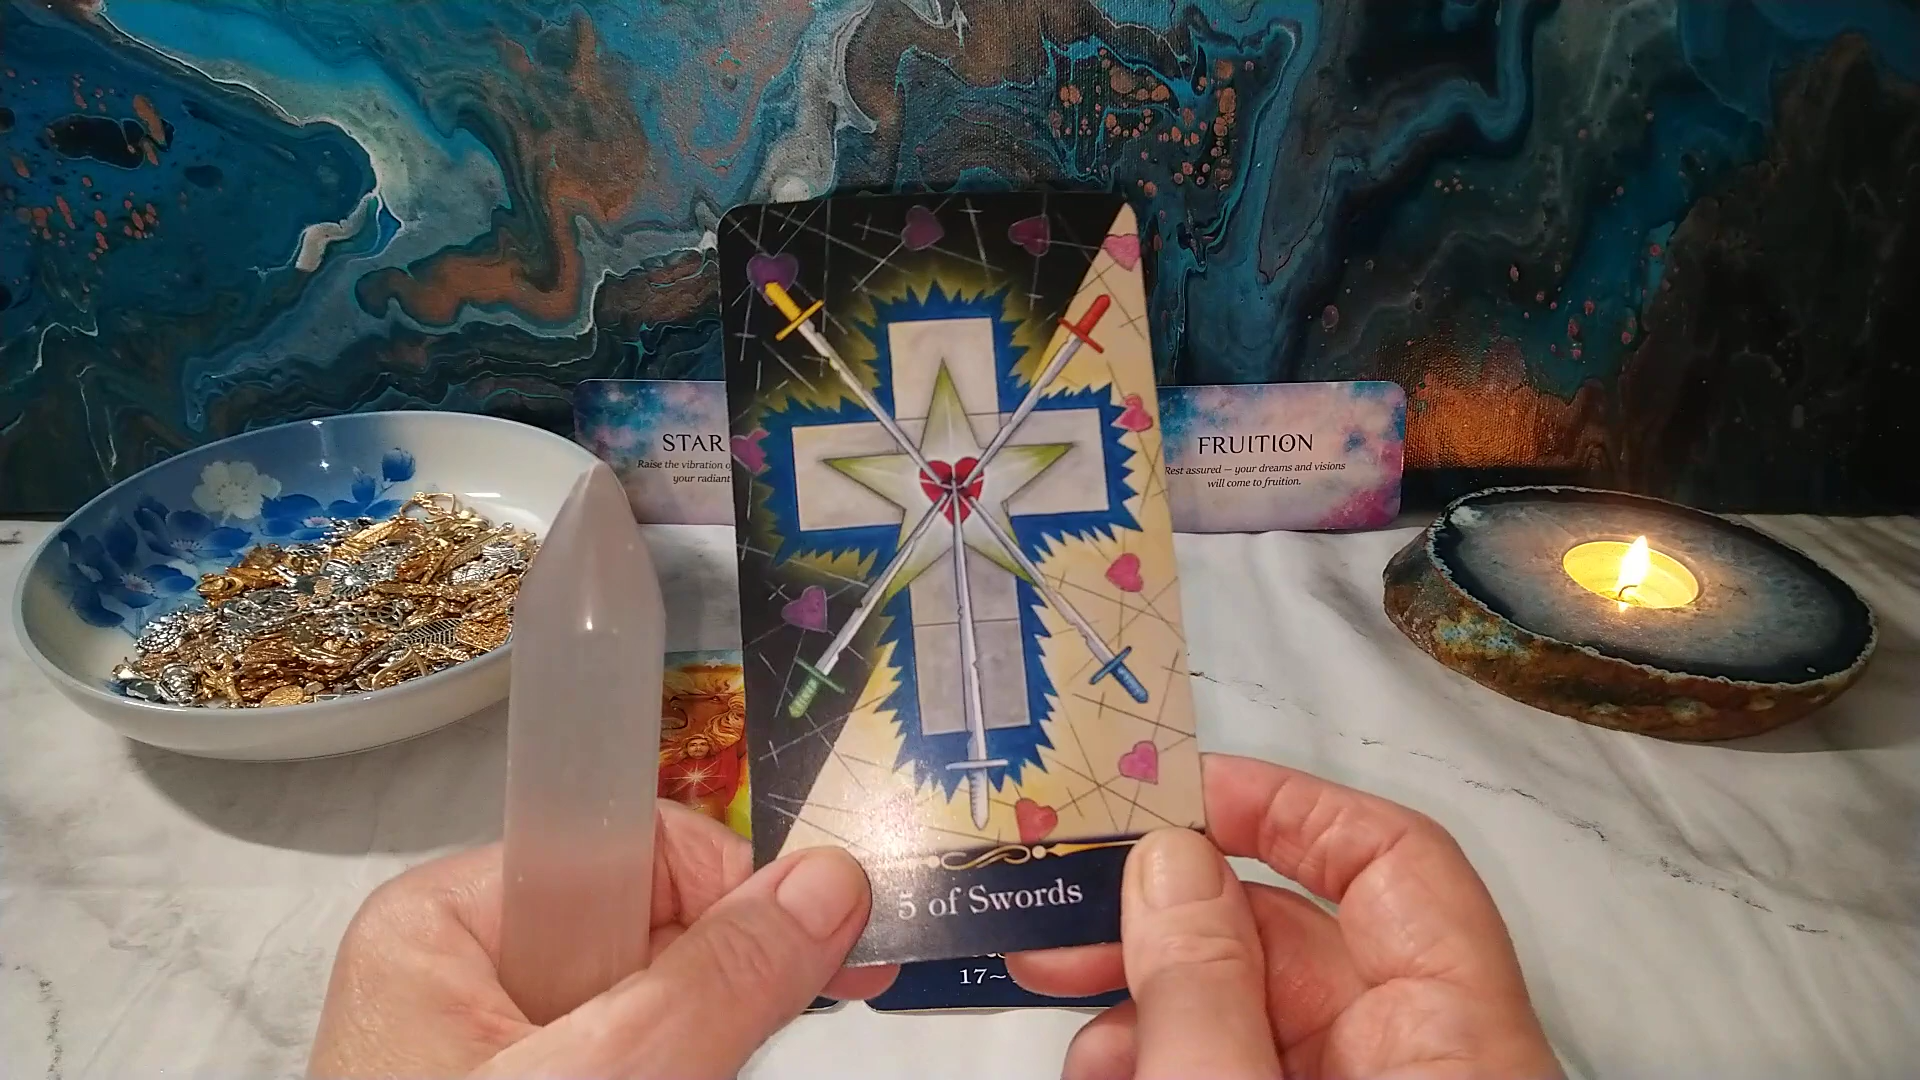 STAR
Raise the vibration
your radiant
FRUITION
Rest assured — your dreams and visions
will come to fruition.
5 of Swords
17~